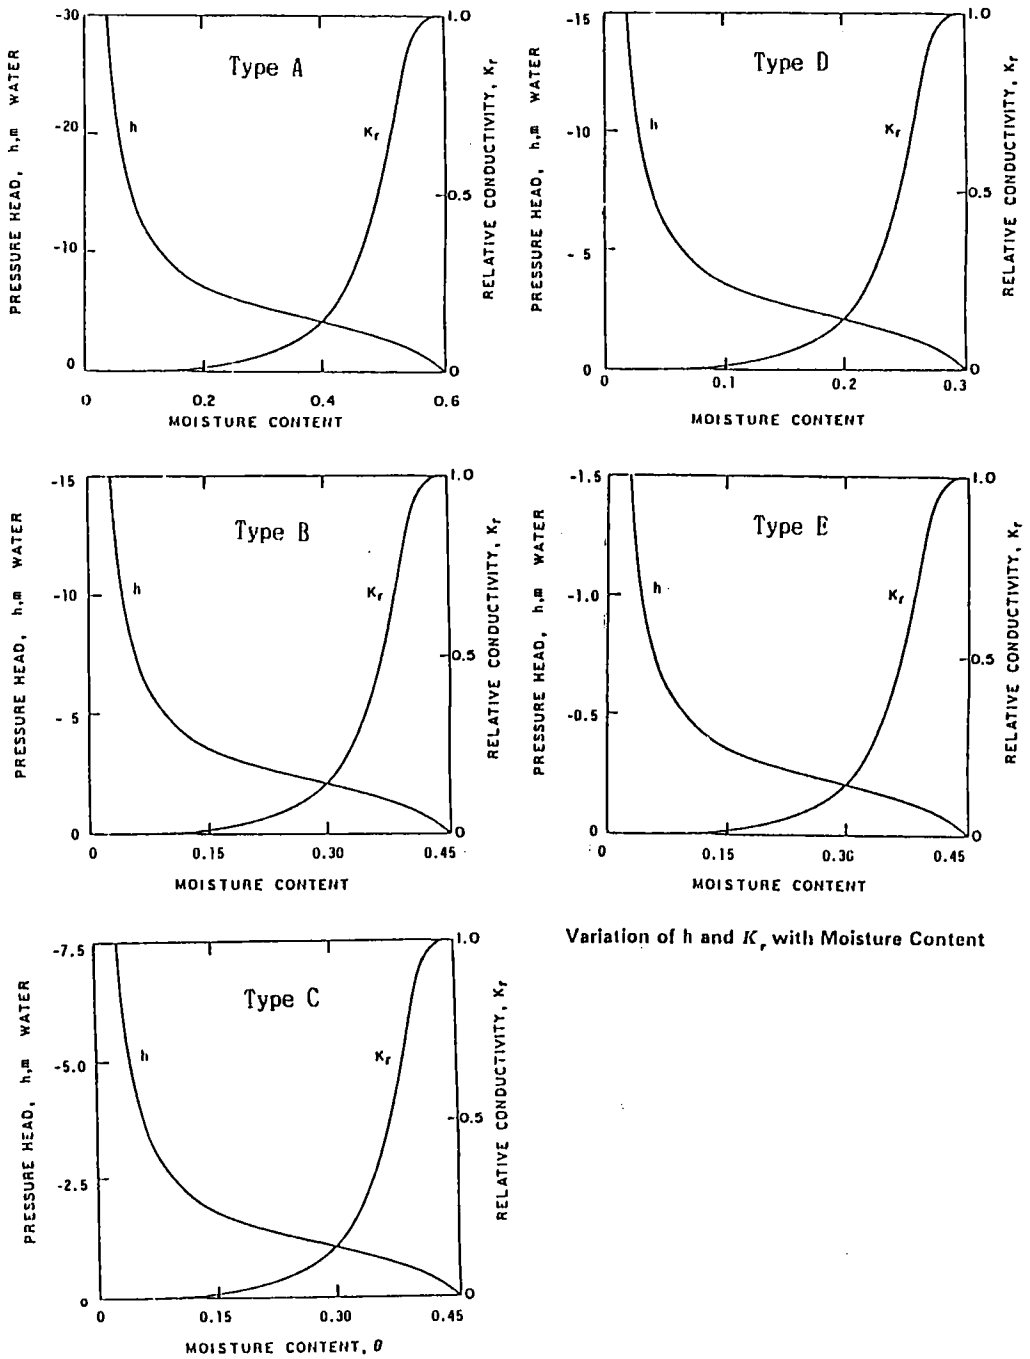 Type A
PRESSURE HEAD, h,m WATER
-30
-20
-10
0
h
Kr
1.0
0.5
0
RELATIVE CONDUCTIVITY, Kr
0 0.2 0.4 0.6
MOISTURE CONTENT
Type D
PRESSURE HEAD, h,m WATER
-15
-10
- 5
0
h
Kr
1.0
0.5
0
RELATIVE CONDUCTIVITY, Kr
0 0.1 0.2 0.3
MOISTURE CONTENT
Type B
PRESSURE HEAD, h,m WATER
-15
-10
- 5
0
h
Kr
1.0
0.5
0
RELATIVE CONDUCTIVITY, Kr
0 0.15 0.30 0.45
MOISTURE CONTENT
Type E
PRESSURE HEAD, h,m WATER
-1.5
-1.0
-0.5
0
h
Kr
1.0
0.5
0
RELATIVE CONDUCTIVITY, Kr
0 0.15 0.30 0.45
MOISTURE CONTENT
Type C
PRESSURE HEAD, h,m WATER
-7.5
-5.0
-2.5
0
h
Kr
1.0
0.5
0
RELATIVE CONDUCTIVITY, Kr
0 0.15 0.30 0.45
MOISTURE CONTENT, θ
Variation of h and Kr with Moisture Content